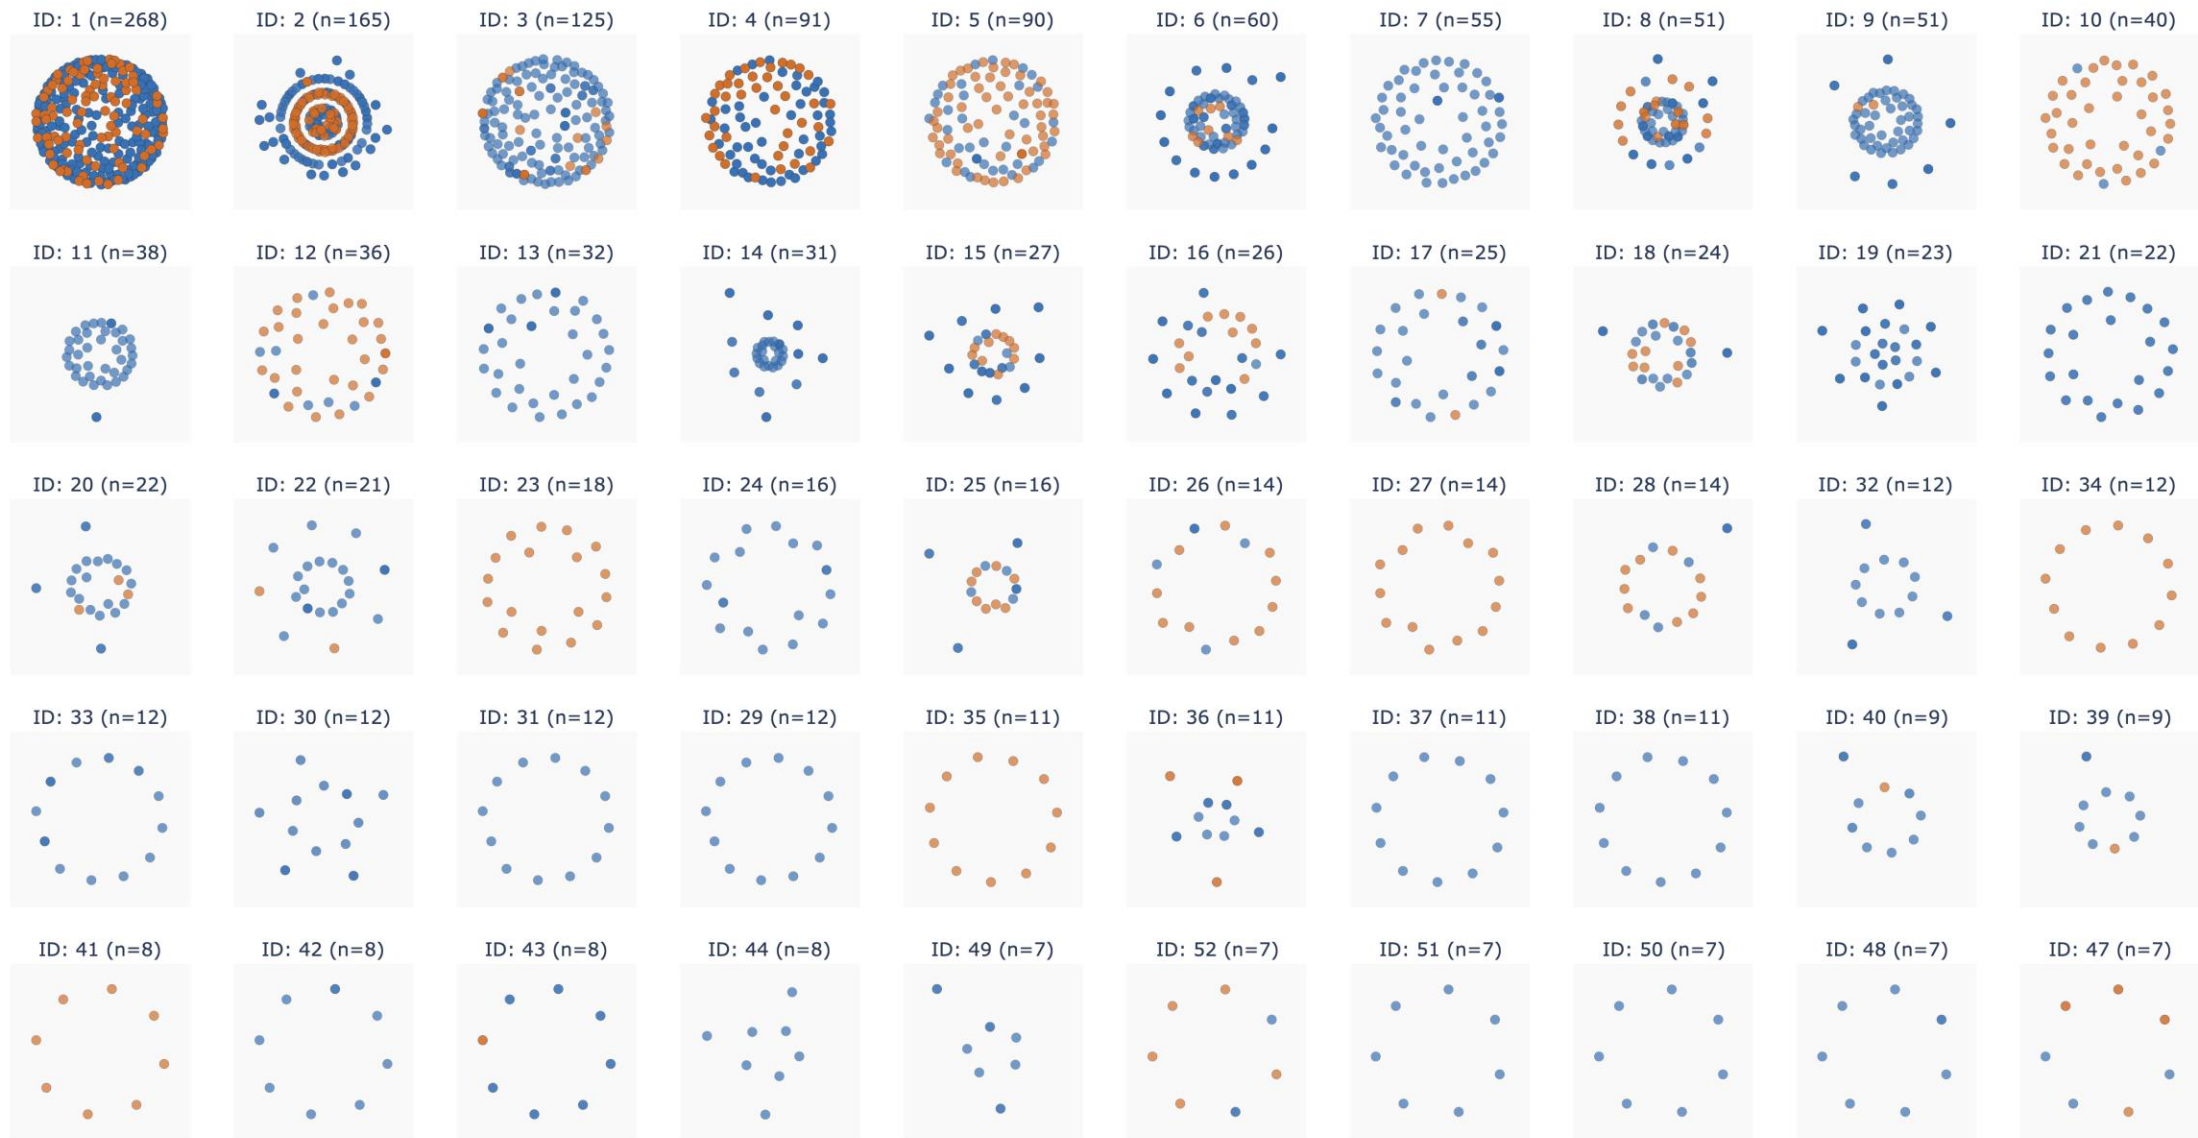 ID: 1 (n=268) ID: 2 (n=165) ID: 3 (n=125) ID: 4 (n=91) ID: 5 (n=90) ID: 6 (n=60) ID: 7 (n=55) ID: 8 (n=51) ID: 9 (n=51) ID: 10 (n=40)
ID: 11 (n=38) ID: 12 (n=36) ID: 13 (n=32) ID: 14 (n=31) ID: 15 (n=27) ID: 16 (n=26) ID: 17 (n=25) ID: 18 (n=24) ID: 19 (n=23) ID: 21 (n=22)
ID: 20 (n=22) ID: 22 (n=21) ID: 23 (n=18) ID: 24 (n=16) ID: 25 (n=16) ID: 26 (n=14) ID: 27 (n=14) ID: 28 (n=14) ID: 32 (n=12) ID: 34 (n=12)
ID: 33 (n=12) ID: 30 (n=12) ID: 31 (n=12) ID: 29 (n=12) ID: 35 (n=11) ID: 36 (n=11) ID: 37 (n=11) ID: 38 (n=11) ID: 40 (n=9) ID: 39 (n=9)
ID: 41 (n=8) ID: 42 (n=8) ID: 43 (n=8) ID: 44 (n=8) ID: 49 (n=7) ID: 52 (n=7) ID: 51 (n=7) ID: 50 (n=7) ID: 48 (n=7) ID: 47 (n=7)